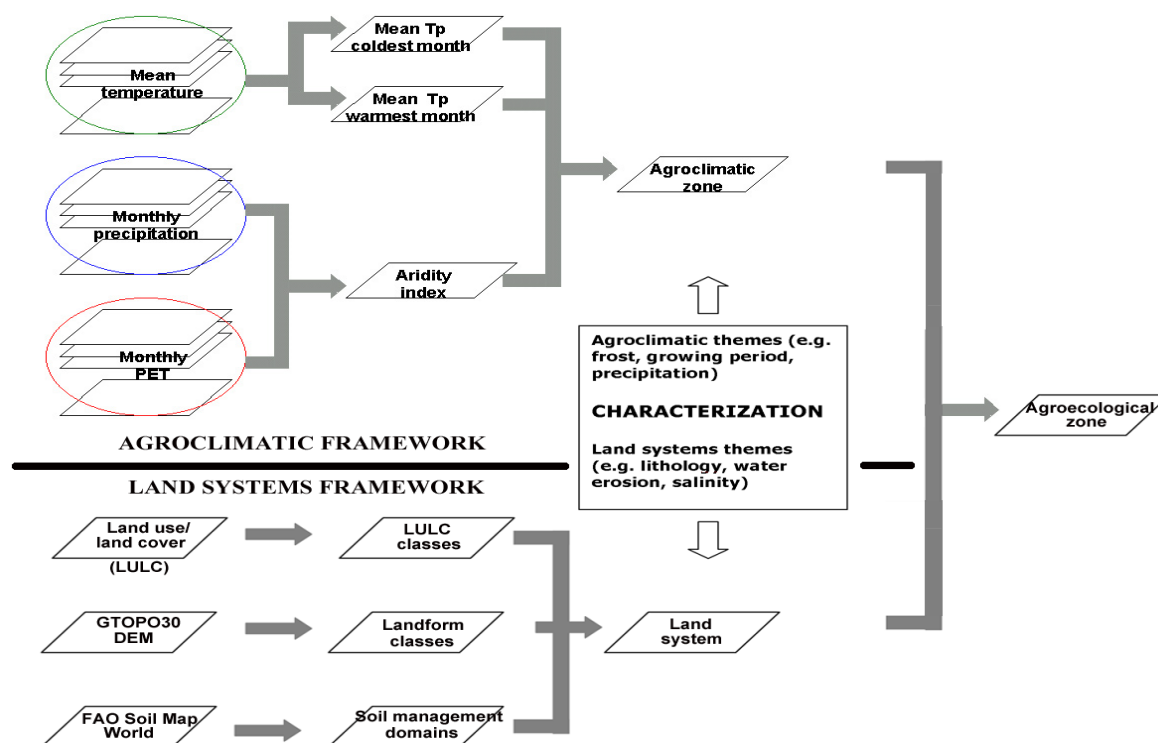 Mean
temperature
Mean Tp
coldest month
Mean Tp
warmest month
Monthly
precipitation
Monthly
PET
Aridity
index
Agroclimatic
zone
Agroclimatic themes (e.g.
frost, growing period,
precipitation)
CHARACTERIZATION
Land systems themes
(e.g. lithology, water
erosion, salinity)
Agroecological
zone
AGROCLIMATIC FRAMEWORK
LAND SYSTEMS FRAMEWORK
Land use/
land cover
(LULC)
LULC
classes
GTOPO30
DEM
Landform
classes
Land
system
FAO Soil Map
World
Soil management
domains